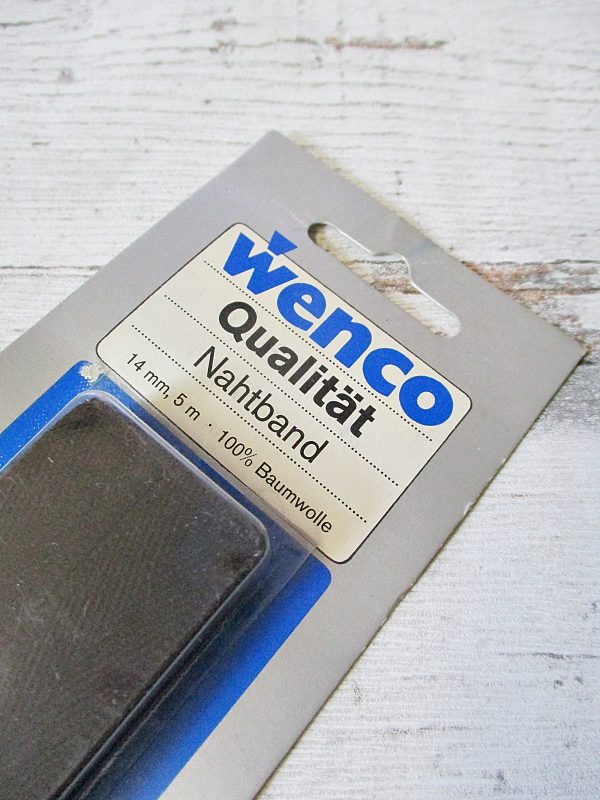 wenco
Qualität
Nahtband
14 mm, 5 m · 100% Baumwolle